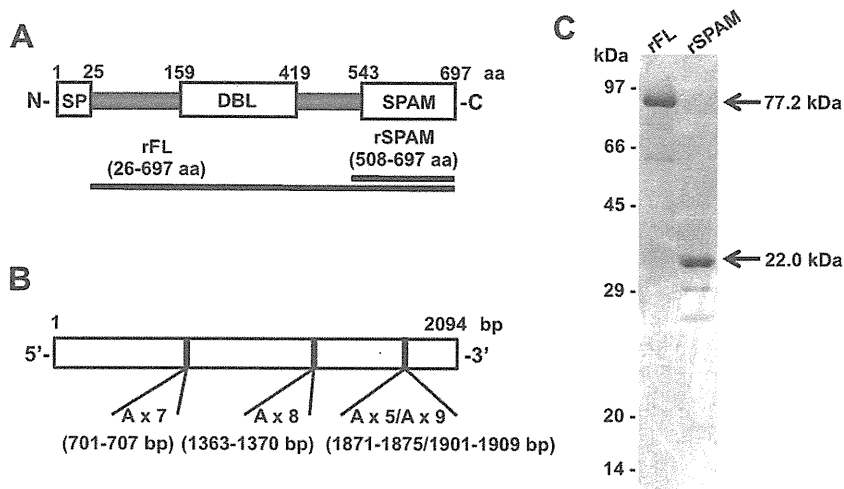 A
1 25 159 419 543 697 aa
N- SP DBL SPAM -C
rFL
(26-697 aa)
rSPAM
(508-697 aa)
B
1 2094 bp
5'- -3'
A x 7 A x 8 A x 5/A x 9
(701-707 bp) (1363-1370 bp) (1871-1875/1901-1909 bp)
C
rFL rSPAM
kDa
97 -
77.2 kDa
66 -
45 -
22.0 kDa
29 -
20 -
14 -